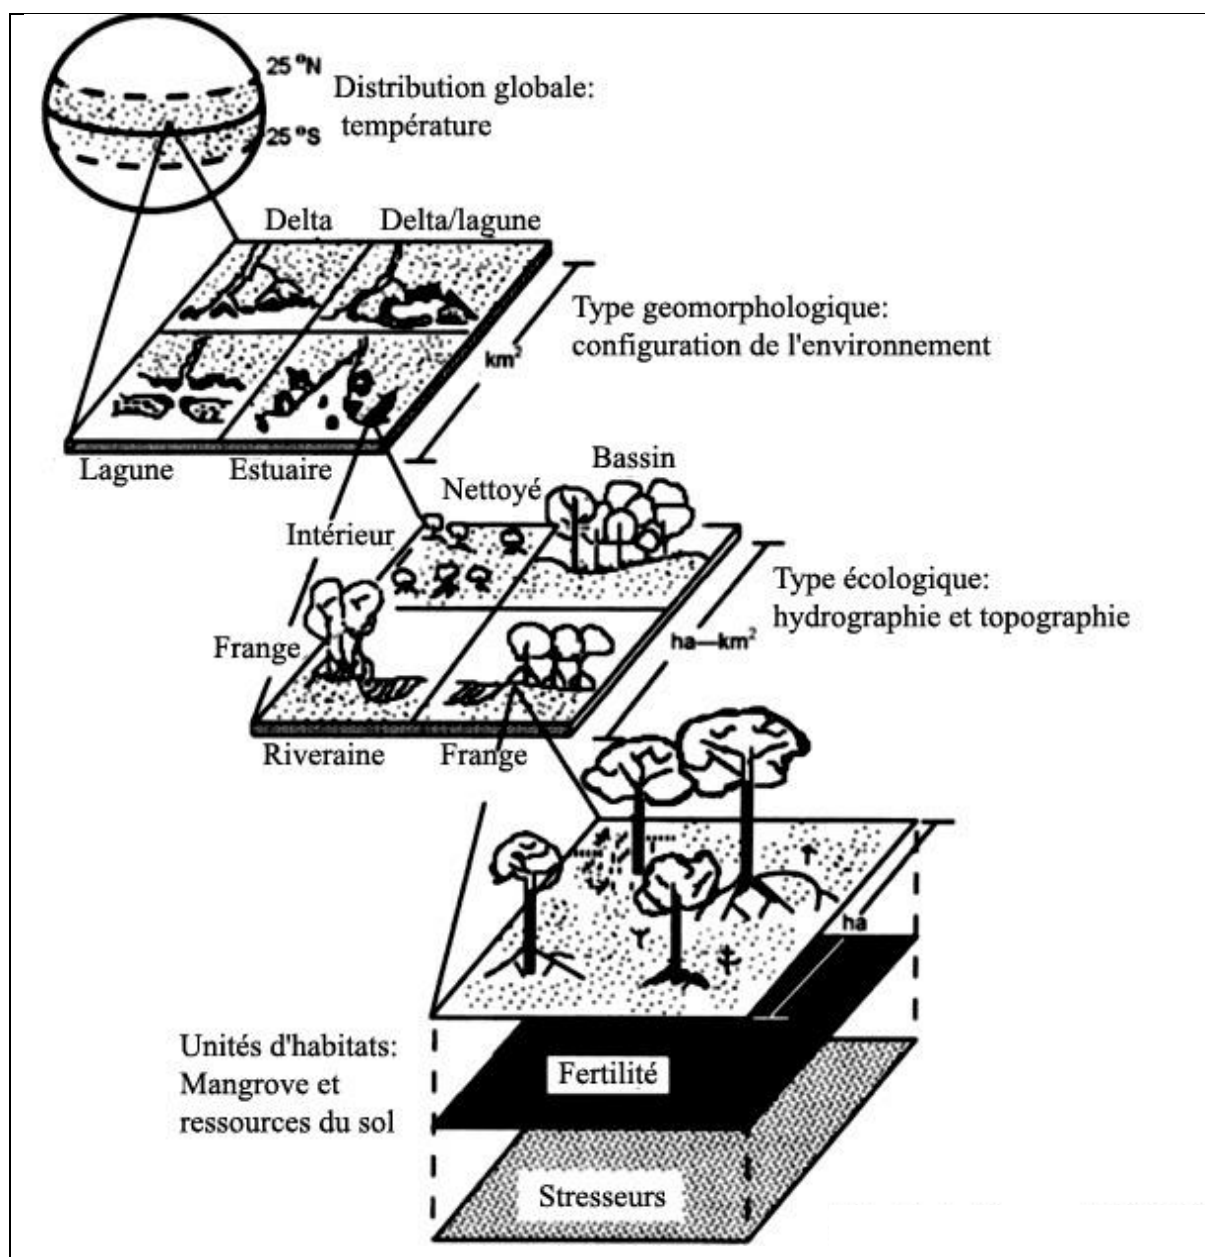 25 °N
Distribution globale:
température
25 °S
Delta
Delta/lagune
Type geomorphologique:
configuration de l'environnement
km²
Lagune
Estuaire
Bassin
Nettoyé
Intérieur
Type écologique:
hydrographie et topographie
Frange
ha—km²
Riveraine
Frange
ha
Unités d'habitats:
Mangrove et
ressources du sol
Fertilité
Stresseurs